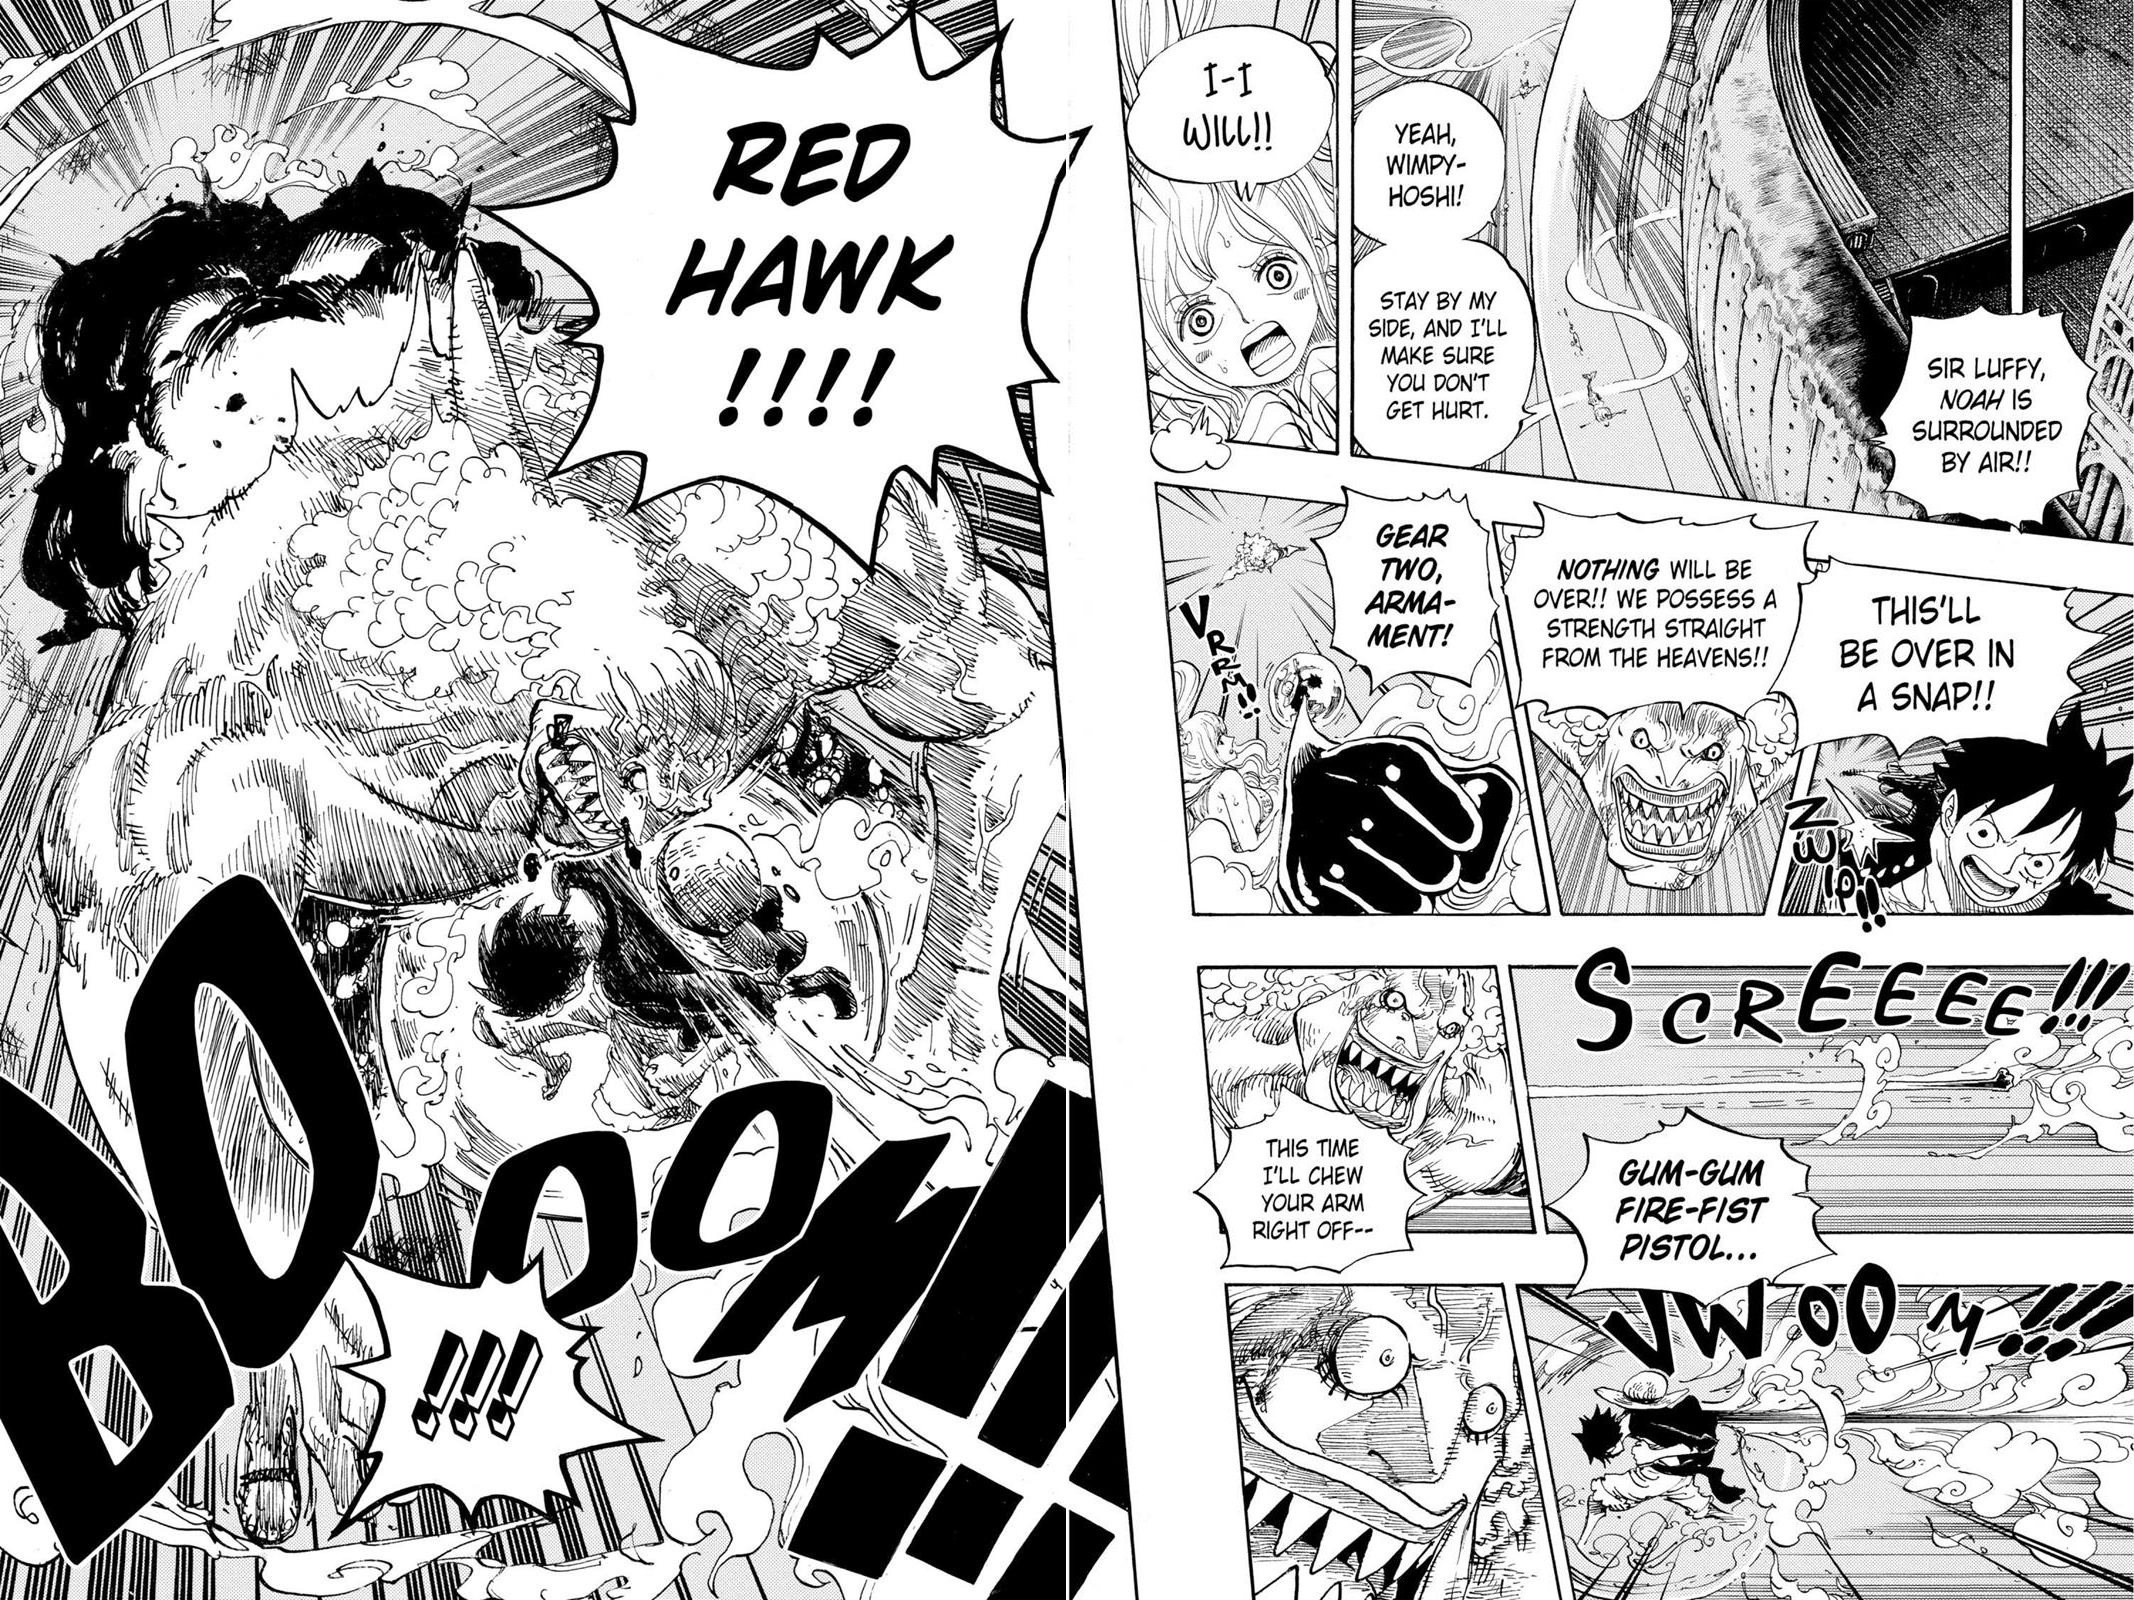 SIR LUFFY,
NOAH IS
SURROUNDED
BY AIR!!
YEAH,
WIMPY-
HOSHI!
STAY BY MY
SIDE, AND I'LL
MAKE SURE
YOU DON'T
GET HURT.
I-I
WILL!!
THIS'LL
BE OVER IN
A SNAP!!
NWIP!!
NOTHING WILL BE
OVER!! WE POSSESS A
STRENGTH STRAIGHT
FROM THE HEAVENS!!
GEAR
TWO,
ARMA-
MENT!
VRRM!!
SCREEEE!!!
GUM-GUM
FIRE-FIST
PISTOL...
THIS TIME
I'LL CHEW
YOUR ARM
RIGHT OFF--
VWOOM!!!!
RED
HAWK
!!!!
BOOOM!!!
!!!!